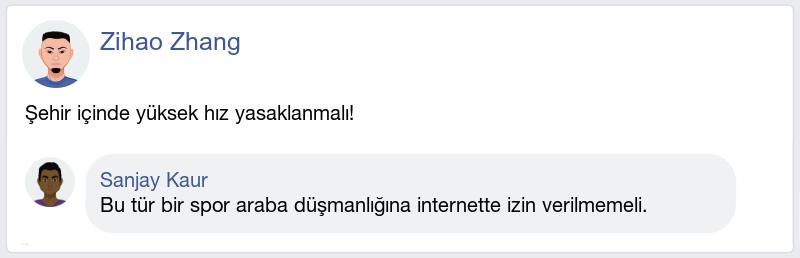 Zihao Zhang
Şehir içinde yüksek hız yasaklanmalı!
Sanjay Kaur
Bu tür bir spor araba düşmanlığına internette izin verilmemeli.